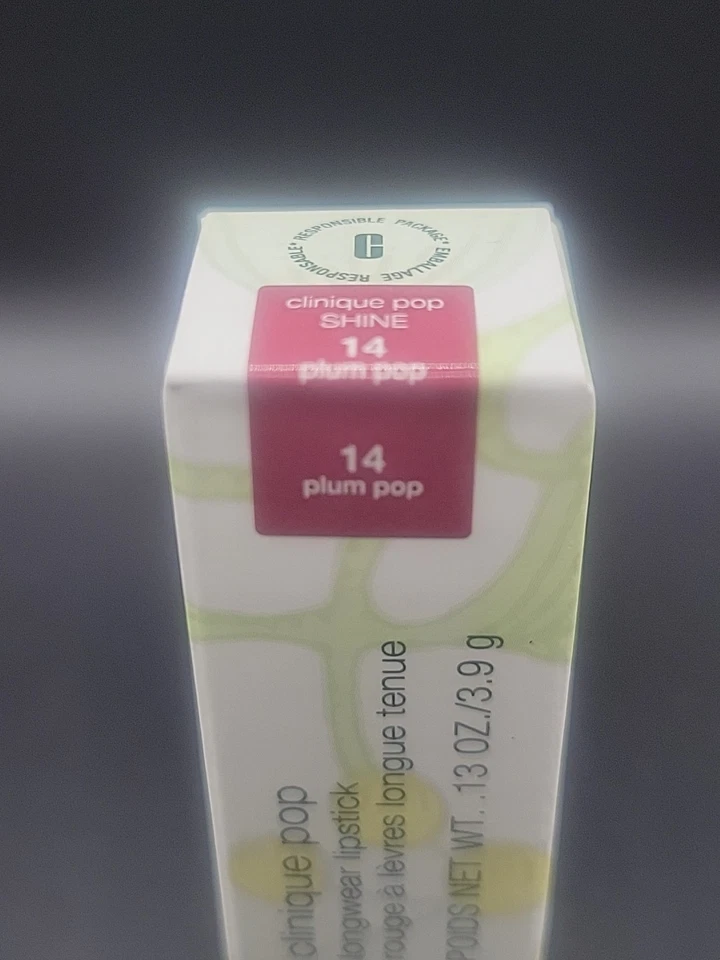 RESPONSIBLE PACKAGE* EMBALLAGE RESPONSABLE*
C
clinique pop
SHINE
14
plum pop
14
plum pop
clinique pop
longwear lipstick
rouge à lèvres longue tenue
POIDS NET WT. .13 OZ./3.9 g